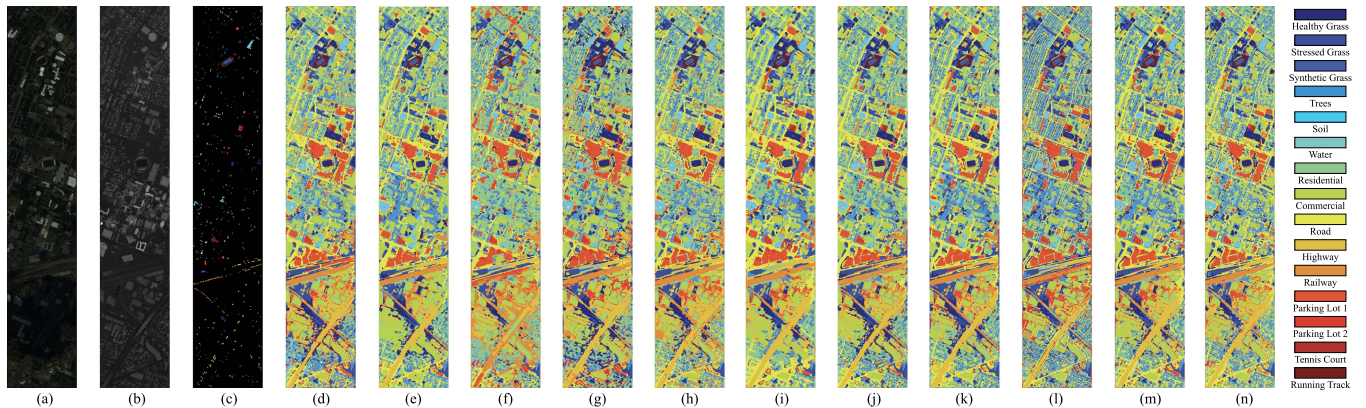 Healthy Grass
Stressed Grass
Synthetic Grass
Trees
Soil
Water
Residential
Commercial
Road
Highway
Railway
Parking Lot 1
Parking Lot 2
Tennis Court
Running Track
(a) (b) (c) (d) (e) (f) (g) (h) (i) (j) (k) (l) (m) (n)